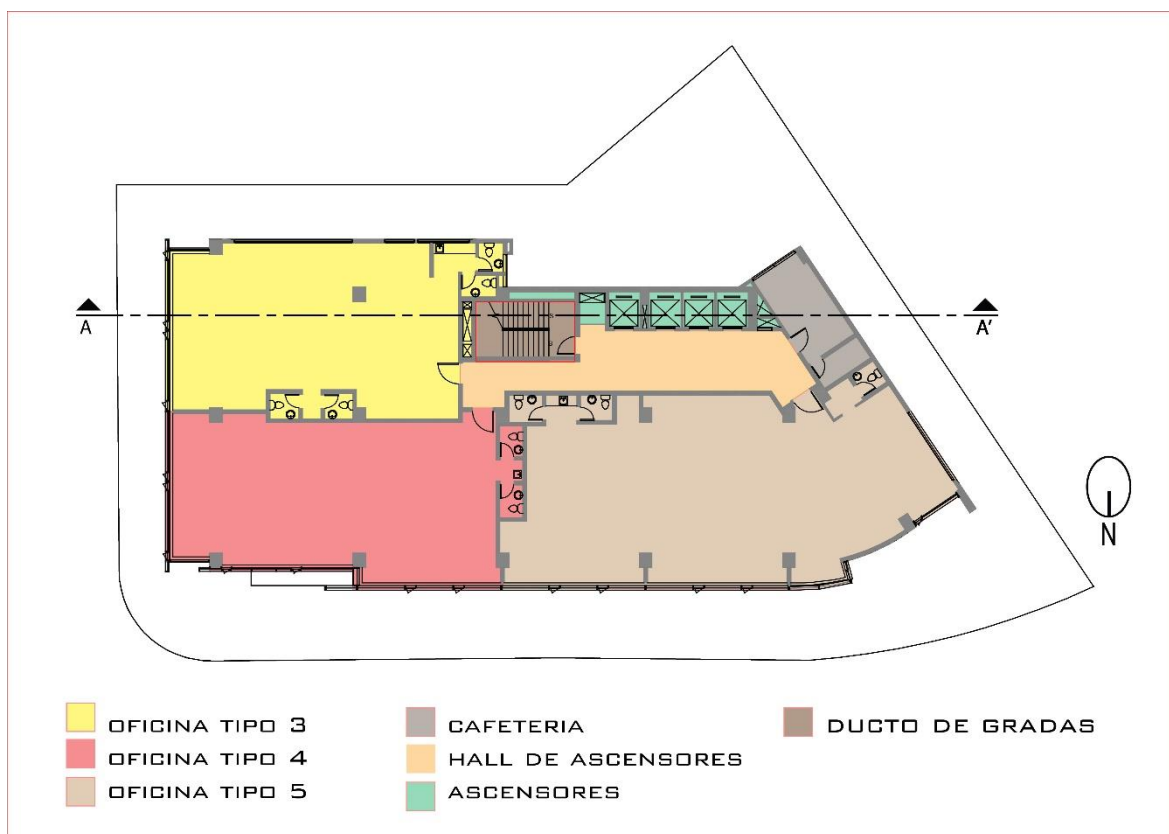 A
A'
N
OFICINA TIPO 3
OFICINA TIPO 4
OFICINA TIPO 5
CAFETERIA
HALL DE ASCENSORES
ASCENSORES
DUCTO DE GRADAS